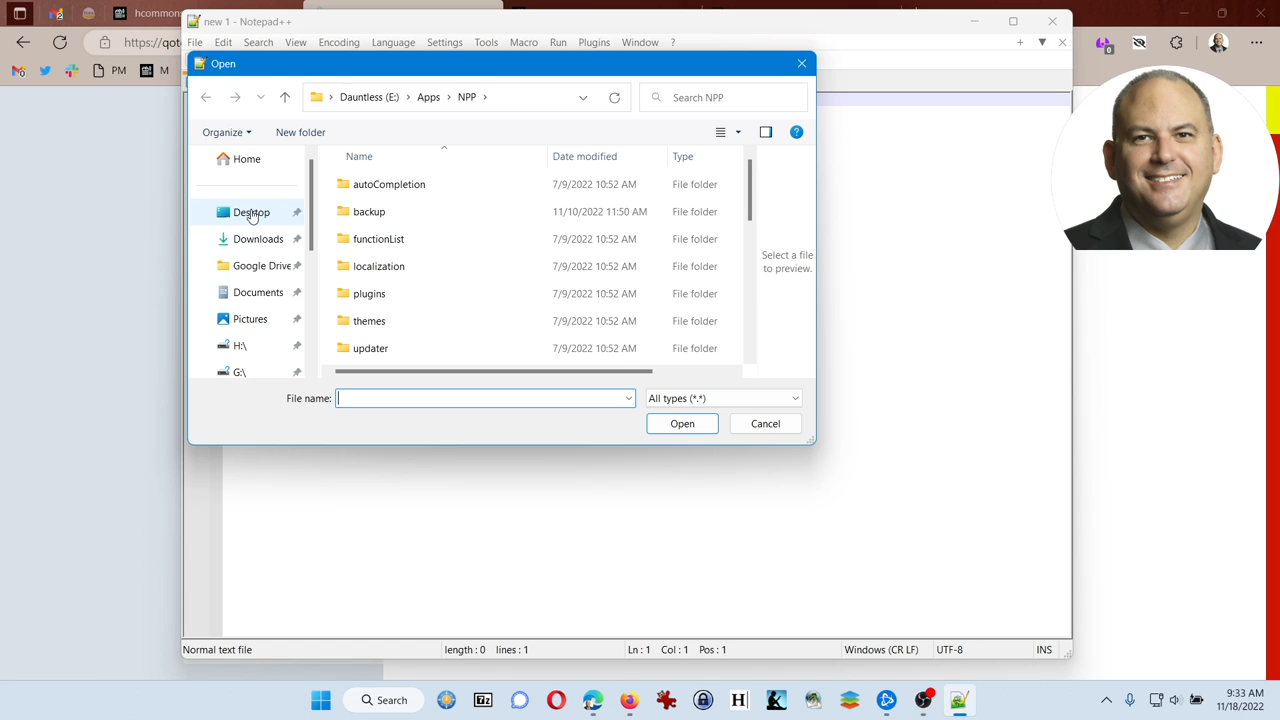 new 1 - Notepad++
https://qoto
File Edit Search View Encoding Language Settings Tools Macro Run Plugins Window ?
PM
Open
Dauntless (E:) > Apps > NPP >
Search NPP
Organize
New folder
Name
Date modified
Type
Home
Desktop
Downloads
Google Drive
Documents
Pictures
H:\
G:\
autoCompletion 7/9/2022 10:52 AM File folder
backup 11/10/2022 11:50 AM File folder
functionList 7/9/2022 10:52 AM File folder
localization 7/9/2022 10:52 AM File folder
plugins 7/9/2022 10:52 AM File folder
themes 7/9/2022 10:52 AM File folder
updater 7/9/2022 10:52 AM File folder
Select a file
to preview.
File name:
All types (*.*)
Open
Cancel
Normal text file
length : 0 lines : 1
Ln : 1 Col : 1 Pos : 1
Windows (CR LF)
UTF-8
INS
Search
9:33 AM
11/18/2022